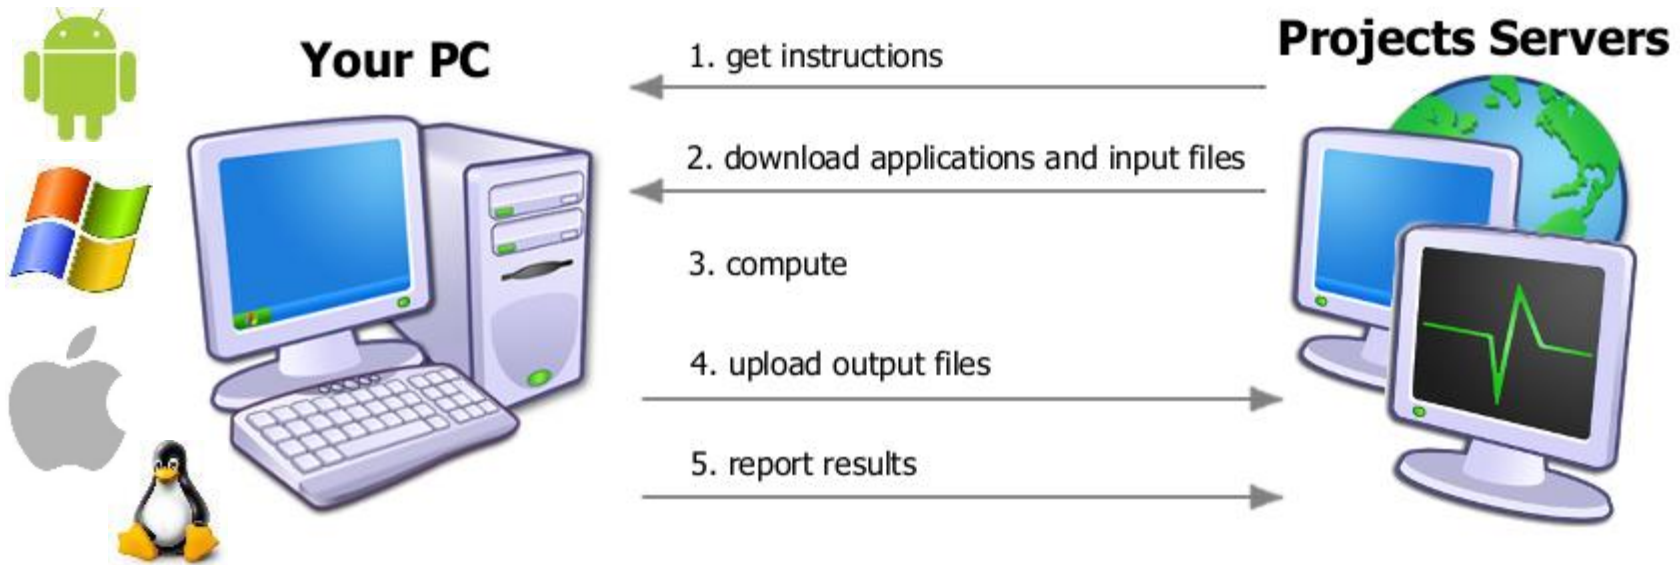 Your PC
Projects Servers
1. get instructions
2. download applications and input files
3. compute
4. upload output files
5. report results